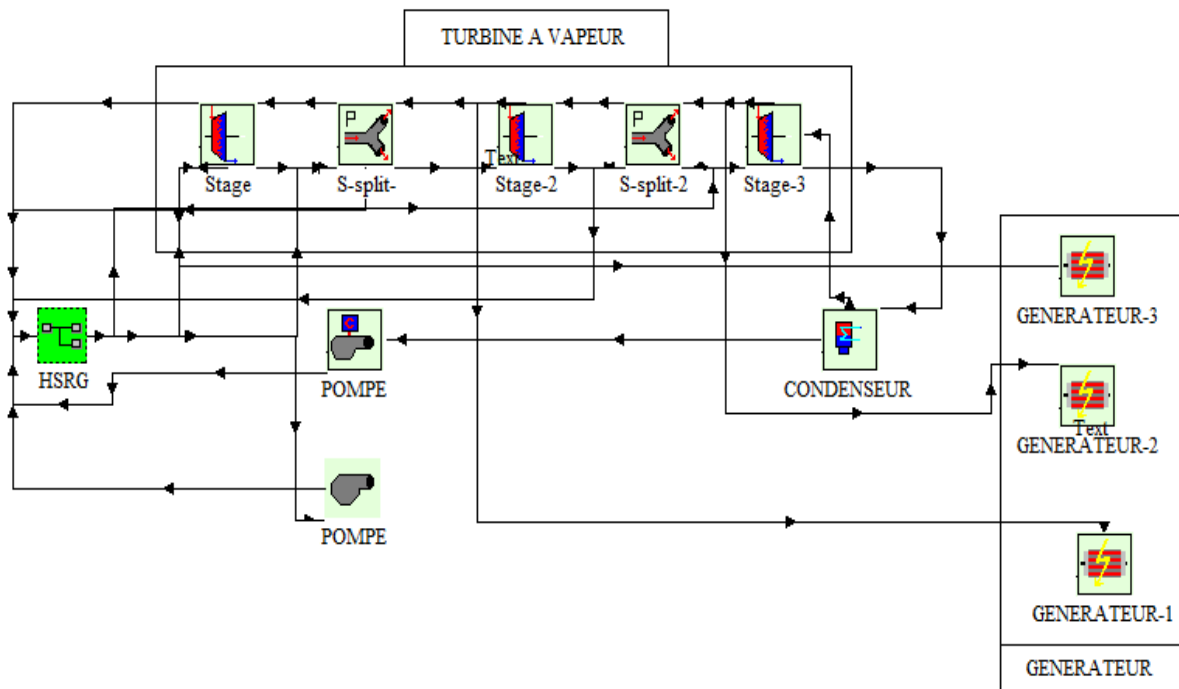 TURBINE A VAPEUR
P
P
Text
Stage
S-split-
Stage-2
S-split-2
Stage-3
GENERATEUR-3
C
HSRG
POMPE
CONDENSEUR
Text
GENERATEUR-2
POMPE
GENERATEUR-1
GENERATEUR